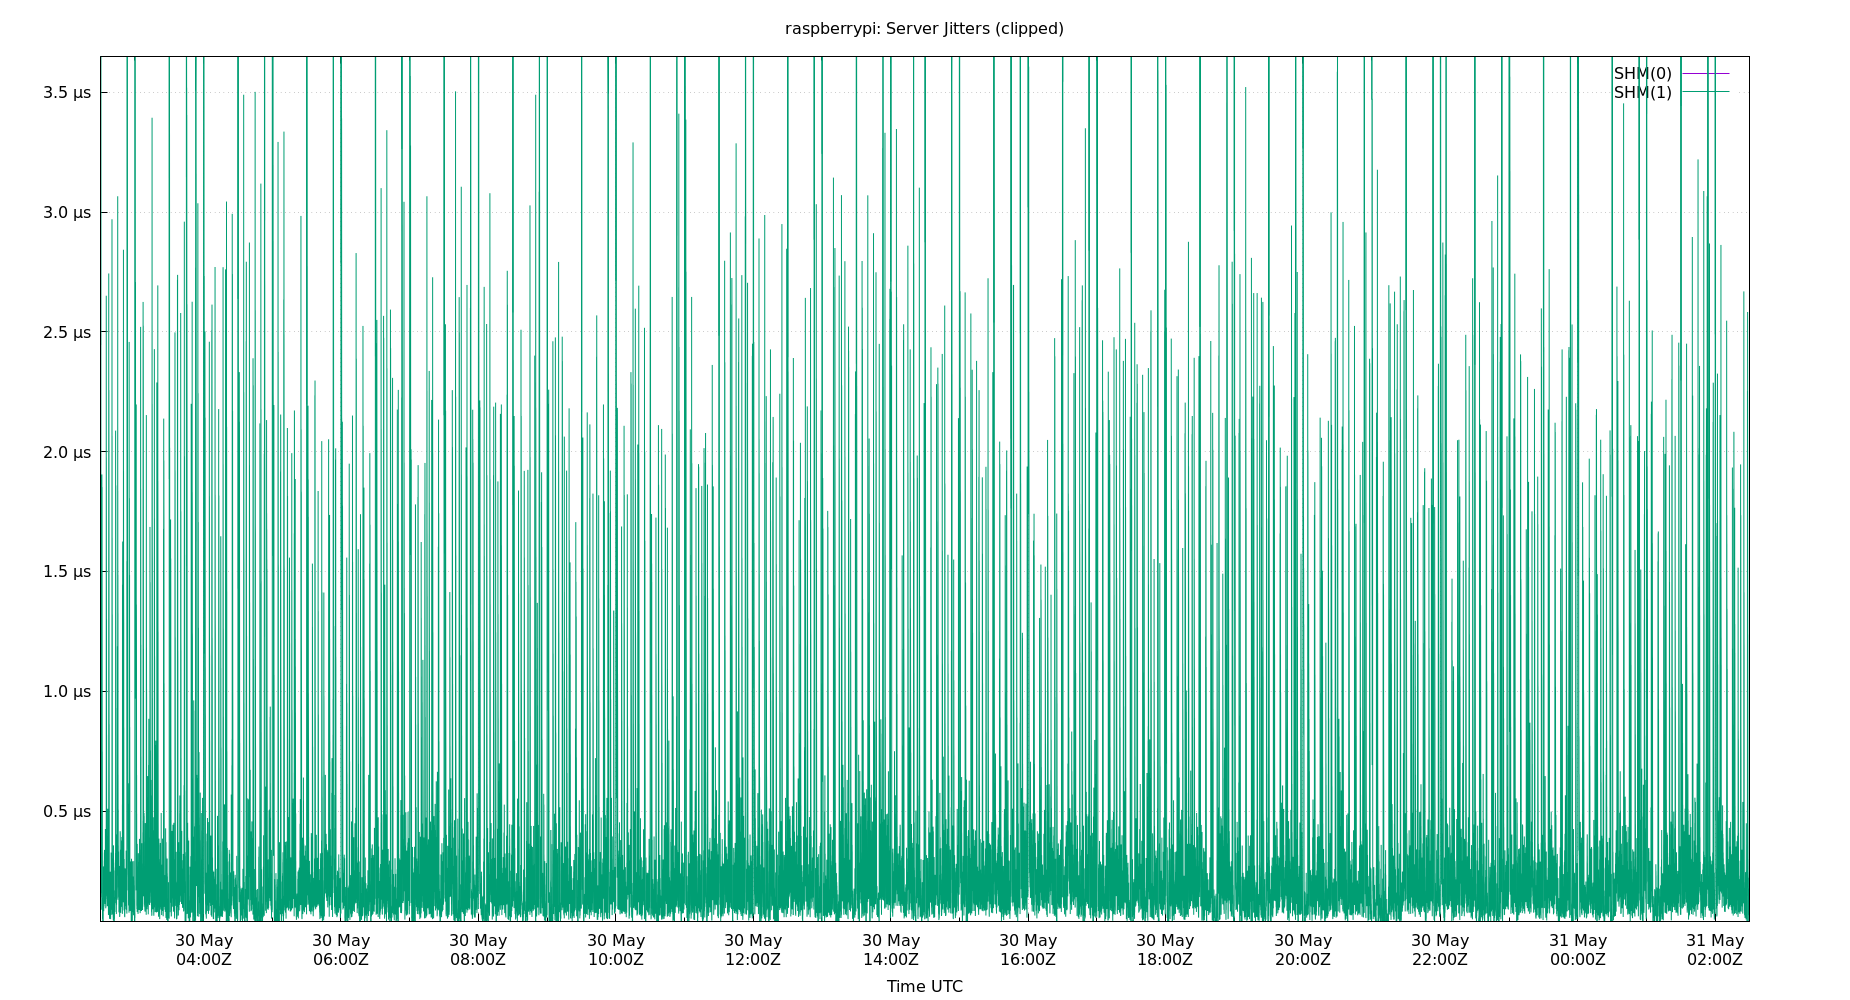 raspberrypi: Server Jitters (clipped)
SHM(0)
SHM(1)
3.5 μs
3.0 μs
2.5 μs
2.0 μs
1.5 μs
1.0 μs
0.5 μs
30 May 30 May 30 May 30 May 30 May 30 May 30 May 30 May 30 May 30 May 31 May 31 May
04:00Z 06:00Z 08:00Z 10:00Z 12:00Z 14:00Z 16:00Z 18:00Z 20:00Z 22:00Z 00:00Z 02:00Z
Time UTC